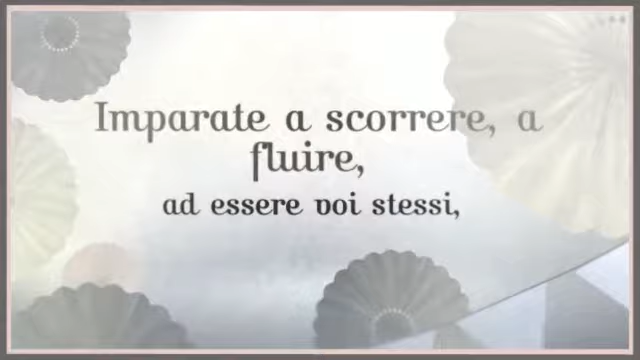 Imparate a scorrere, a
fluire,
ad essere voi stessi,